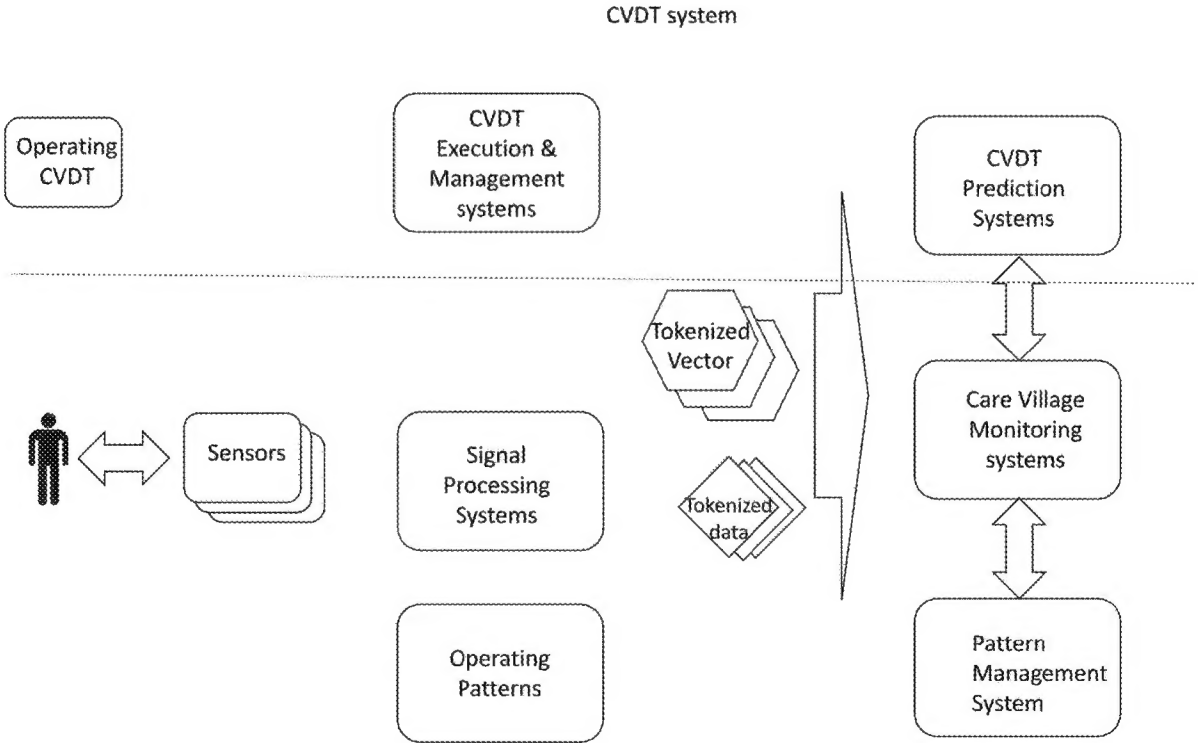 CVDT system
Operating
CVDT
CVDT
Execution &
Management
systems
CVDT
Prediction
Systems
Tokenized
Vector
Sensors
Signal
Processing
Systems
Tokenized
data
Care Village
Monitoring
systems
Operating
Patterns
Pattern
Management
System